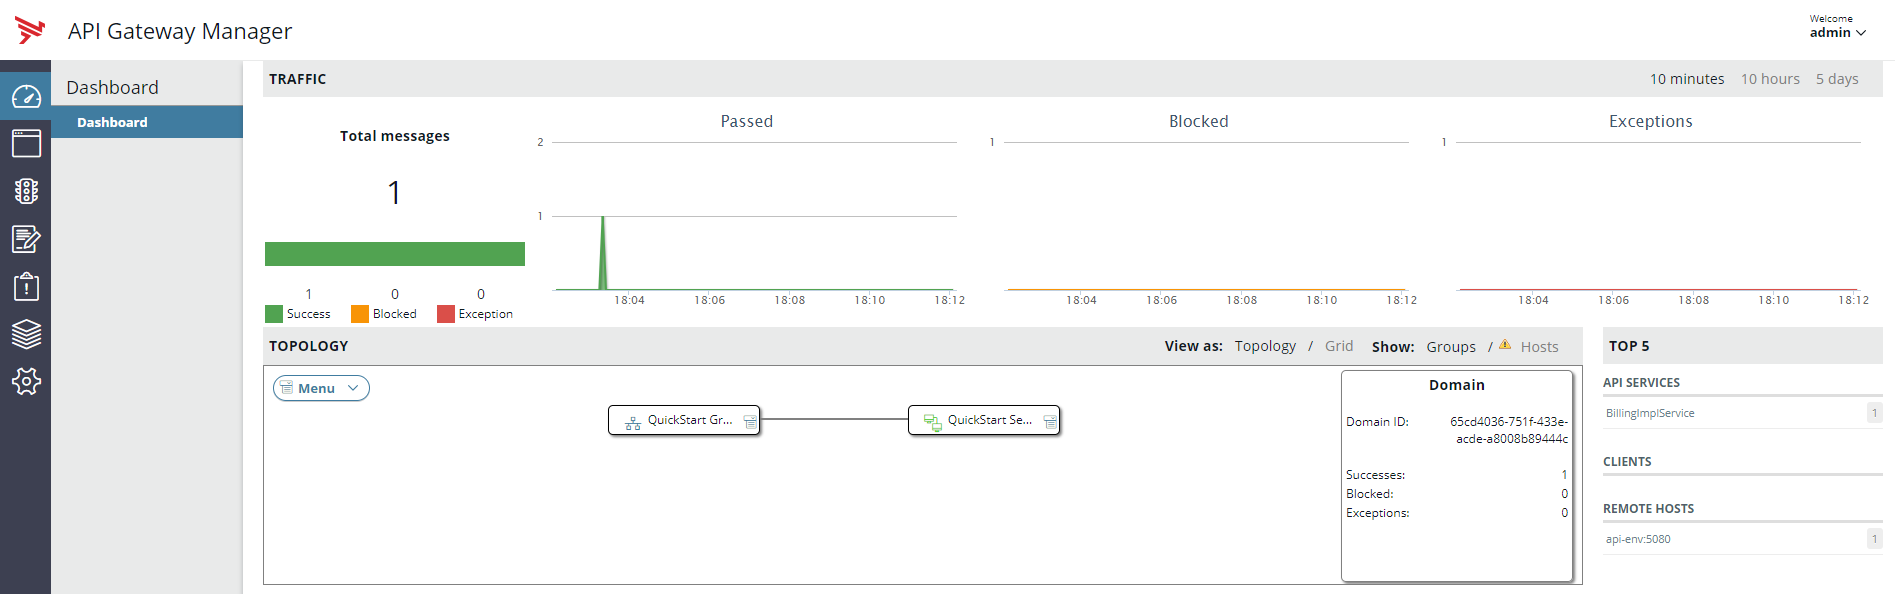 API Gateway Manager
Welcome
admin
Dashboard
Dashboard
TRAFFIC
10 minutes 10 hours 5 days
Total messages
1
1 0 0
Success Blocked Exception
Passed
2
1
18:04 18:06 18:08 18:10 18:12
Blocked
1
18:04 18:06 18:08 18:10 18:12
Exceptions
1
18:04 18:06 18:08 18:10 18:12
TOPOLOGY
View as: Topology / Grid Show: Groups / Hosts
Menu
QuickStart Gr...
QuickStart Se...
Domain
Domain ID: 65cd4036-751f-433e-
acde-a8008b89444c
Successes: 1
Blocked: 0
Exceptions: 0
TOP 5
API SERVICES
BillingImplService 1
CLIENTS
REMOTE HOSTS
api-env:5080 1